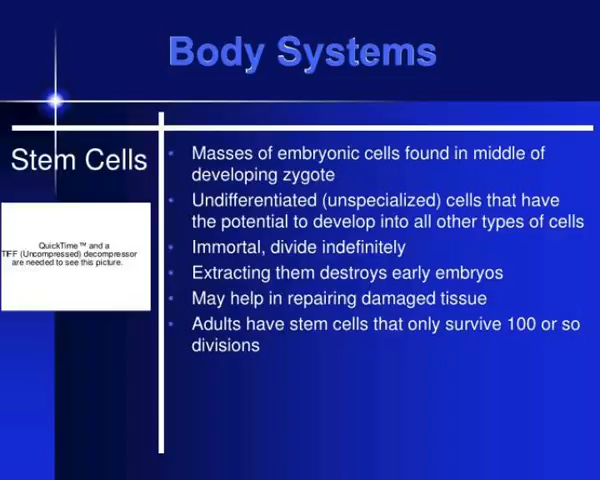 Body Systems
Stem Cells
QuickTime™ and a
TIFF (Uncompressed) decompressor
are needed to see this picture.
• Masses of embryonic cells found in middle of
developing zygote
• Undifferentiated (unspecialized) cells that have
the potential to develop into all other types of cells
• Immortal, divide indefinitely
• Extracting them destroys early embryos
• May help in repairing damaged tissue
• Adults have stem cells that only survive 100 or so
divisions